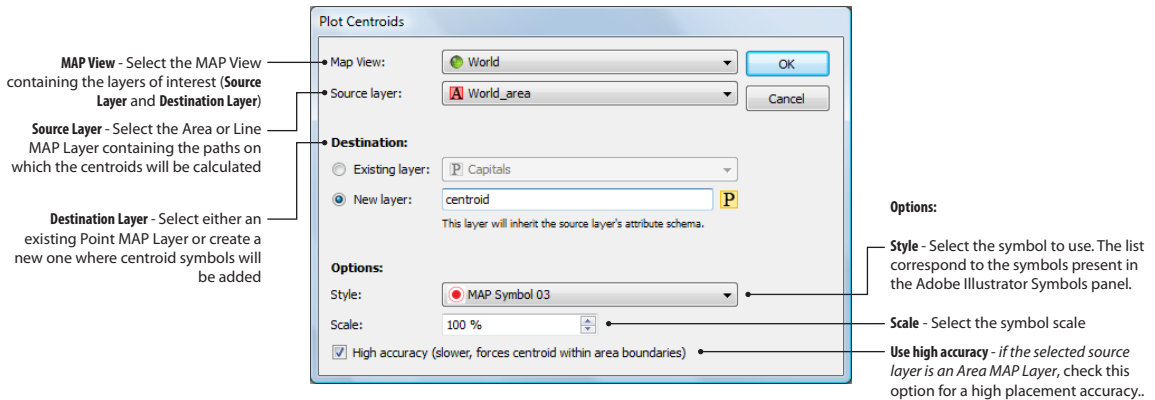 Plot Centroids
MAP View - Select the MAP View
containing the layers of interest (Source
Layer and Destination Layer)
Source Layer - Select the Area or Line
MAP Layer containing the paths on
which the centroids will be calculated
Destination Layer - Select either an
existing Point MAP Layer or create a
new one where centroid symbols will
be added
Map View:
World
OK
Source layer:
A World_area
Cancel
Destination:
Existing layer:
P Capitals
New layer:
centroid
P
This layer will inherit the source layer's attribute schema.
Options:
Style:
MAP Symbol 03
Scale:
100 %
High accuracy (slower, forces centroid within area boundaries)
Options:
Style - Select the symbol to use. The list
correspond to the symbols present in
the Adobe Illustrator Symbols panel.
Scale - Select the symbol scale
Use high accuracy - if the selected source
layer is an Area MAP Layer, check this
option for a high placement accuracy..